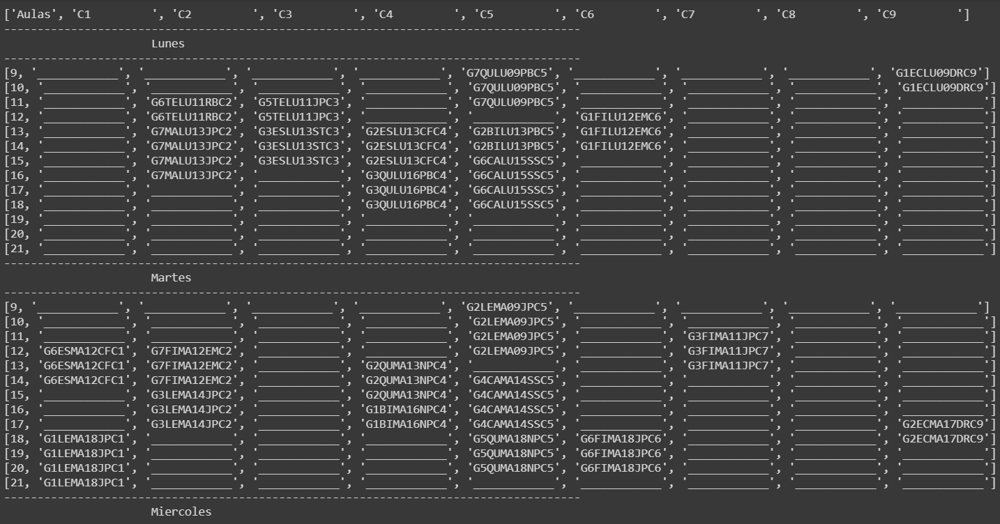 ['Aulas', 'C1         ', 'C2         ', 'C3         ', 'C4         ', 'C5         ', 'C6         ', 'C7         ', 'C8         ', 'C9         ']
---------------------------------------------------------------------------------------
                      Lunes
---------------------------------------------------------------------------------------
[9, '____________', '____________', '____________', '____________', 'G7QULU09PBC5', '____________', '____________', '____________', 'G1ECLU09DRC9']
[10, '____________', '____________', '____________', '____________', 'G7QULU09PBC5', '____________', '____________', '____________', 'G1ECLU09DRC9']
[11, '____________', 'G6TELU11RBC2', 'G5TELU11JPC3', '____________', 'G7QULU09PBC5', '____________', '____________', '____________', '____________']
[12, '____________', 'G6TELU11RBC2', 'G5TELU11JPC3', '____________', '____________', 'G1FILU12EMC6', '____________', '____________', '____________']
[13, '____________', 'G7MALU13JPC2', 'G3ESLU13STC3', 'G2ESLU13CFC4', 'G2BILU13PBC5', 'G1FILU12EMC6', '____________', '____________', '____________']
[14, '____________', 'G7MALU13JPC2', 'G3ESLU13STC3', 'G2ESLU13CFC4', 'G2BILU13PBC5', 'G1FILU12EMC6', '____________', '____________', '____________']
[15, '____________', 'G7MALU13JPC2', 'G3ESLU13STC3', 'G2ESLU13CFC4', 'G6CALU15SSC5', '____________', '____________', '____________', '____________']
[16, '____________', 'G7MALU13JPC2', '____________', 'G3QULU16PBC4', 'G6CALU15SSC5', '____________', '____________', '____________', '____________']
[17, '____________', '____________', '____________', 'G3QULU16PBC4', 'G6CALU15SSC5', '____________', '____________', '____________', '____________']
[18, '____________', '____________', '____________', 'G3QULU16PBC4', 'G6CALU15SSC5', '____________', '____________', '____________', '____________']
[19, '____________', '____________', '____________', '____________', '____________', '____________', '____________', '____________', '____________']
[20, '____________', '____________', '____________', '____________', '____________', '____________', '____________', '____________', '____________']
[21, '____________', '____________', '____________', '____________', '____________', '____________', '____________', '____________', '____________']
---------------------------------------------------------------------------------------
                      Martes
---------------------------------------------------------------------------------------
[9, '____________', '____________', '____________', '____________', 'G2LEMA09JPC5', '____________', '____________', '____________', '____________']
[10, '____________', '____________', '____________', '____________', 'G2LEMA09JPC5', '____________', '____________', '____________', '____________']
[11, '____________', '____________', '____________', '____________', 'G2LEMA09JPC5', '____________', 'G3FIMA11JPC7', '____________', '____________']
[12, 'G6ESMA12CFC1', 'G7FIMA12EMC2', '____________', '____________', 'G2LEMA09JPC5', '____________', 'G3FIMA11JPC7', '____________', '____________']
[13, 'G6ESMA12CFC1', 'G7FIMA12EMC2', '____________', 'G2QUMA13NPC4', '____________', '____________', 'G3FIMA11JPC7', '____________', '____________']
[14, 'G6ESMA12CFC1', 'G7FIMA12EMC2', '____________', 'G2QUMA13NPC4', 'G4CAMA14SSC5', '____________', '____________', '____________', '____________']
[15, '____________', 'G3LEMA14JPC2', '____________', 'G2QUMA13NPC4', 'G4CAMA14SSC5', '____________', '____________', '____________', '____________']
[16, '____________', 'G3LEMA14JPC2', '____________', 'G1BIMA16NPC4', 'G4CAMA14SSC5', '____________', '____________', '____________', '____________']
[17, '____________', 'G3LEMA14JPC2', '____________', 'G1BIMA16NPC4', 'G4CAMA14SSC5', '____________', '____________', '____________', 'G2ECMA17DRC9']
[18, 'G1LEMA18JPC1', '____________', '____________', '____________', 'G5QUMA18NPC5', 'G6FIMA18JPC6', '____________', '____________', 'G2ECMA17DRC9']
[19, 'G1LEMA18JPC1', '____________', '____________', '____________', 'G5QUMA18NPC5', 'G6FIMA18JPC6', '____________', '____________', '____________']
[20, 'G1LEMA18JPC1', '____________', '____________', '____________', 'G5QUMA18NPC5', 'G6FIMA18JPC6', '____________', '____________', '____________']
[21, 'G1LEMA18JPC1', '____________', '____________', '____________', '____________', '____________', '____________', '____________', '____________']
---------------------------------------------------------------------------------------
                      Miercoles